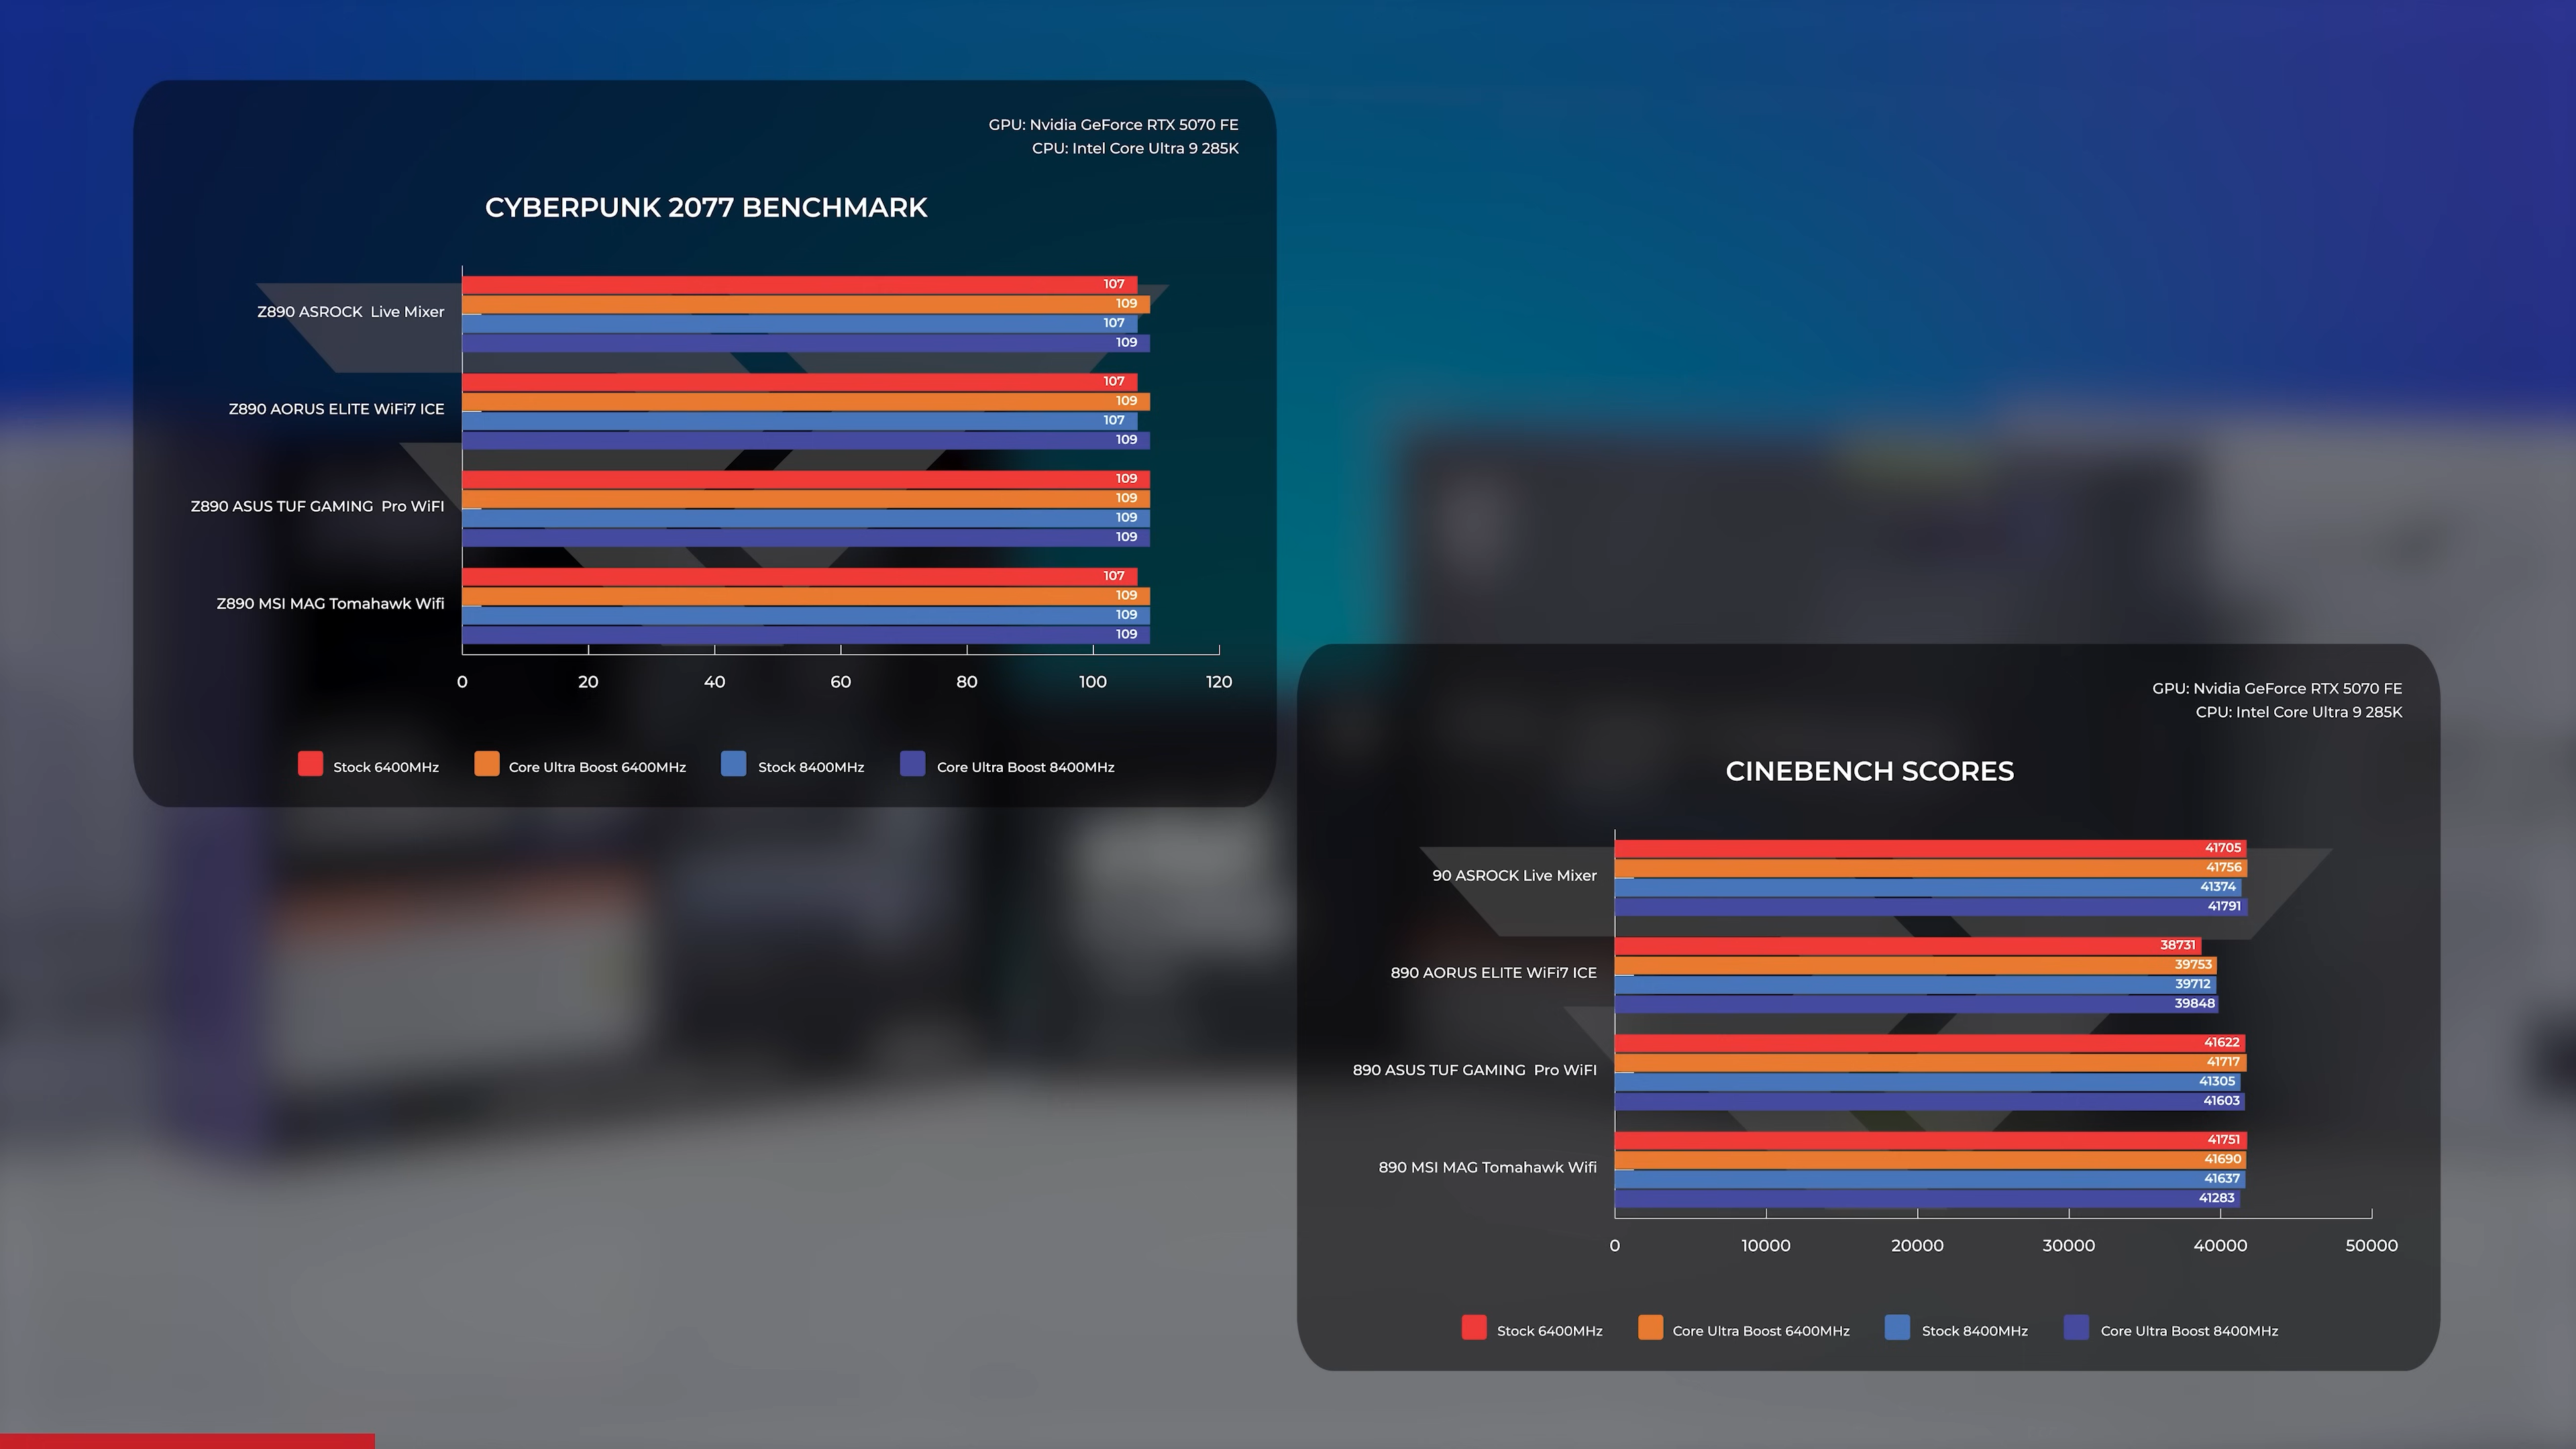 GPU: Nvidia GeForce RTX 5070 FE
CPU: Intel Core Ultra 9 285K
CYBERPUNK 2077 BENCHMARK
Z890 ASROCK  Live Mixer
107
109
107
109
Z890 AORUS ELITE WiFi7 ICE
107
109
107
109
Z890 ASUS TUF GAMING  Pro WiFI
109
109
109
109
Z890 MSI MAG Tomahawk Wifi
107
109
109
109
0 20 40 60 80 100 120
Stock 6400MHz Core Ultra Boost 6400MHz Stock 8400MHz Core Ultra Boost 8400MHz
GPU: Nvidia GeForce RTX 5070 FE
CPU: Intel Core Ultra 9 285K
CINEBENCH SCORES
90 ASROCK Live Mixer
41705
41756
41374
41791
890 AORUS ELITE WiFi7 ICE
38731
39753
39712
39848
890 ASUS TUF GAMING  Pro WiFI
41622
41717
41305
41603
890 MSI MAG Tomahawk Wifi
41751
41690
41637
41283
0 10000 20000 30000 40000 50000
Stock 6400MHz Core Ultra Boost 6400MHz Stock 8400MHz Core Ultra Boost 8400MHz